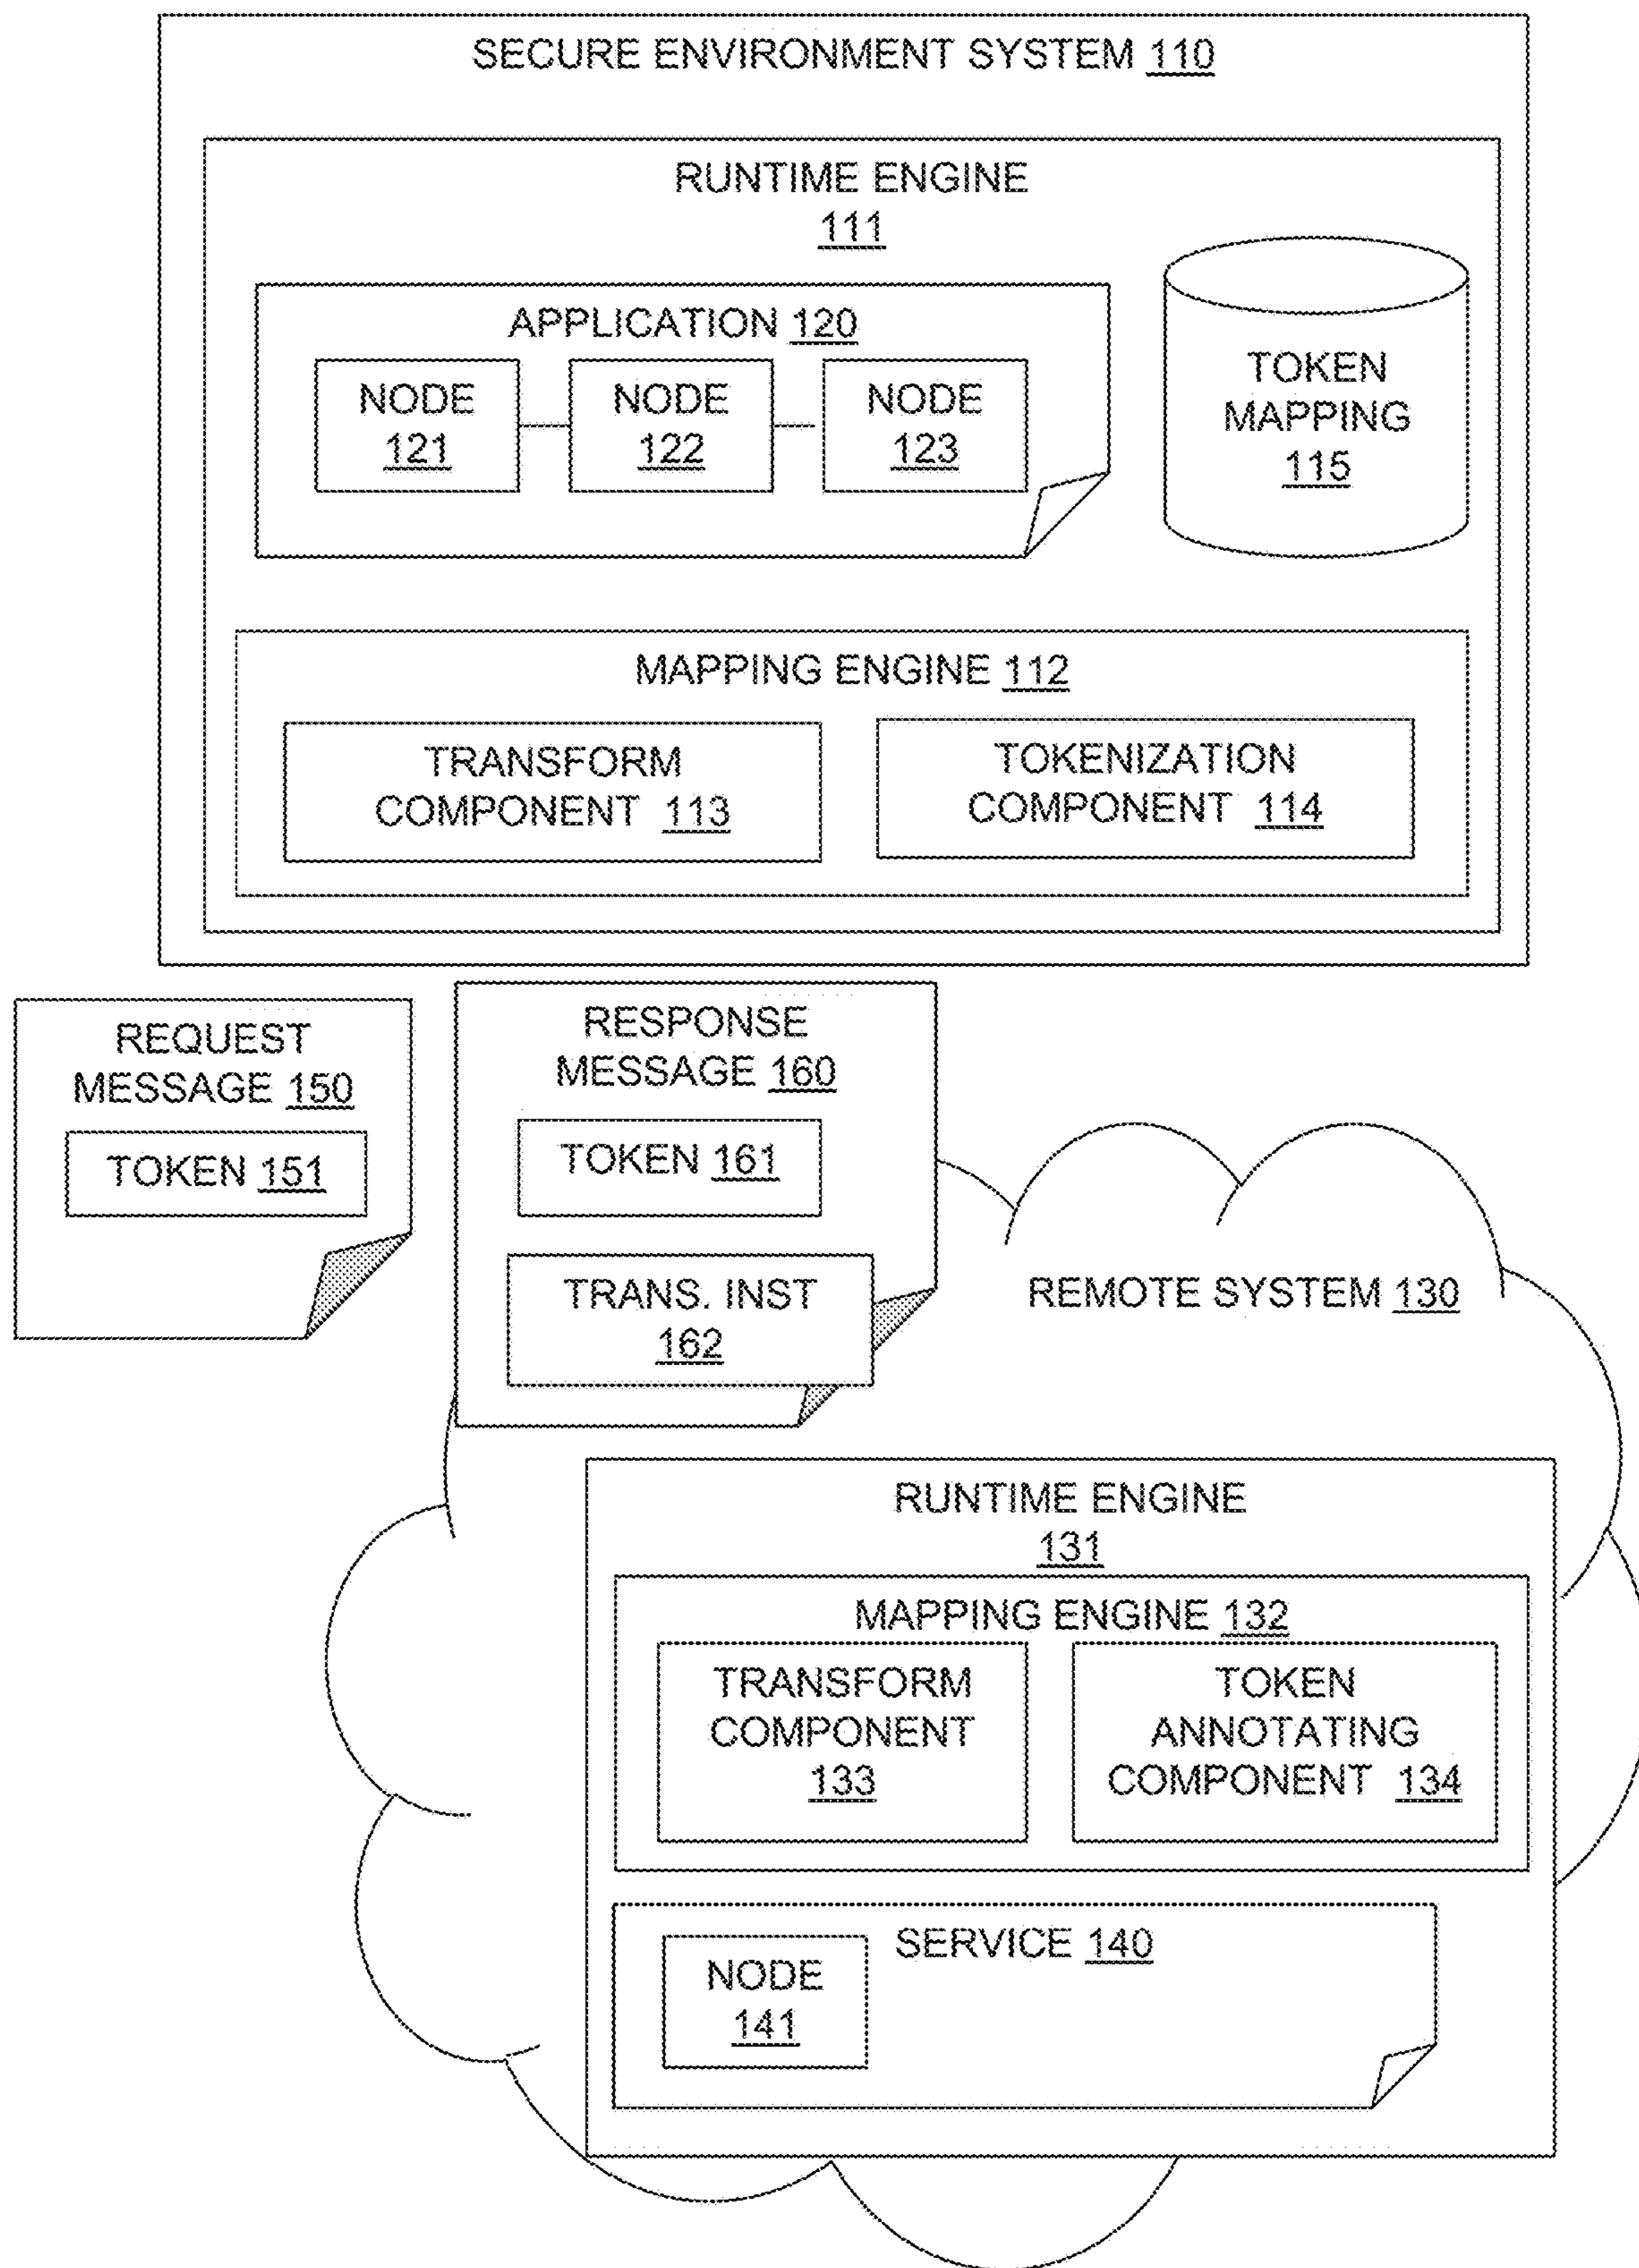 SECURE ENVIRONMENT SYSTEM 110
RUNTIME ENGINE
111
APPLICATION 120
NODE
121
NODE
122
NODE
123
TOKEN
MAPPING
115
MAPPING ENGINE 112
TRANSFORM
COMPONENT 113
TOKENIZATION
COMPONENT 114
REQUEST
MESSAGE 150
TOKEN 151
RESPONSE
MESSAGE 160
TOKEN 161
TRANS. INST
162
REMOTE SYSTEM 130
RUNTIME ENGINE
131
MAPPING ENGINE 132
TRANSFORM
COMPONENT
133
TOKEN
ANNOTATING
COMPONENT 134
SERVICE 140
NODE
141